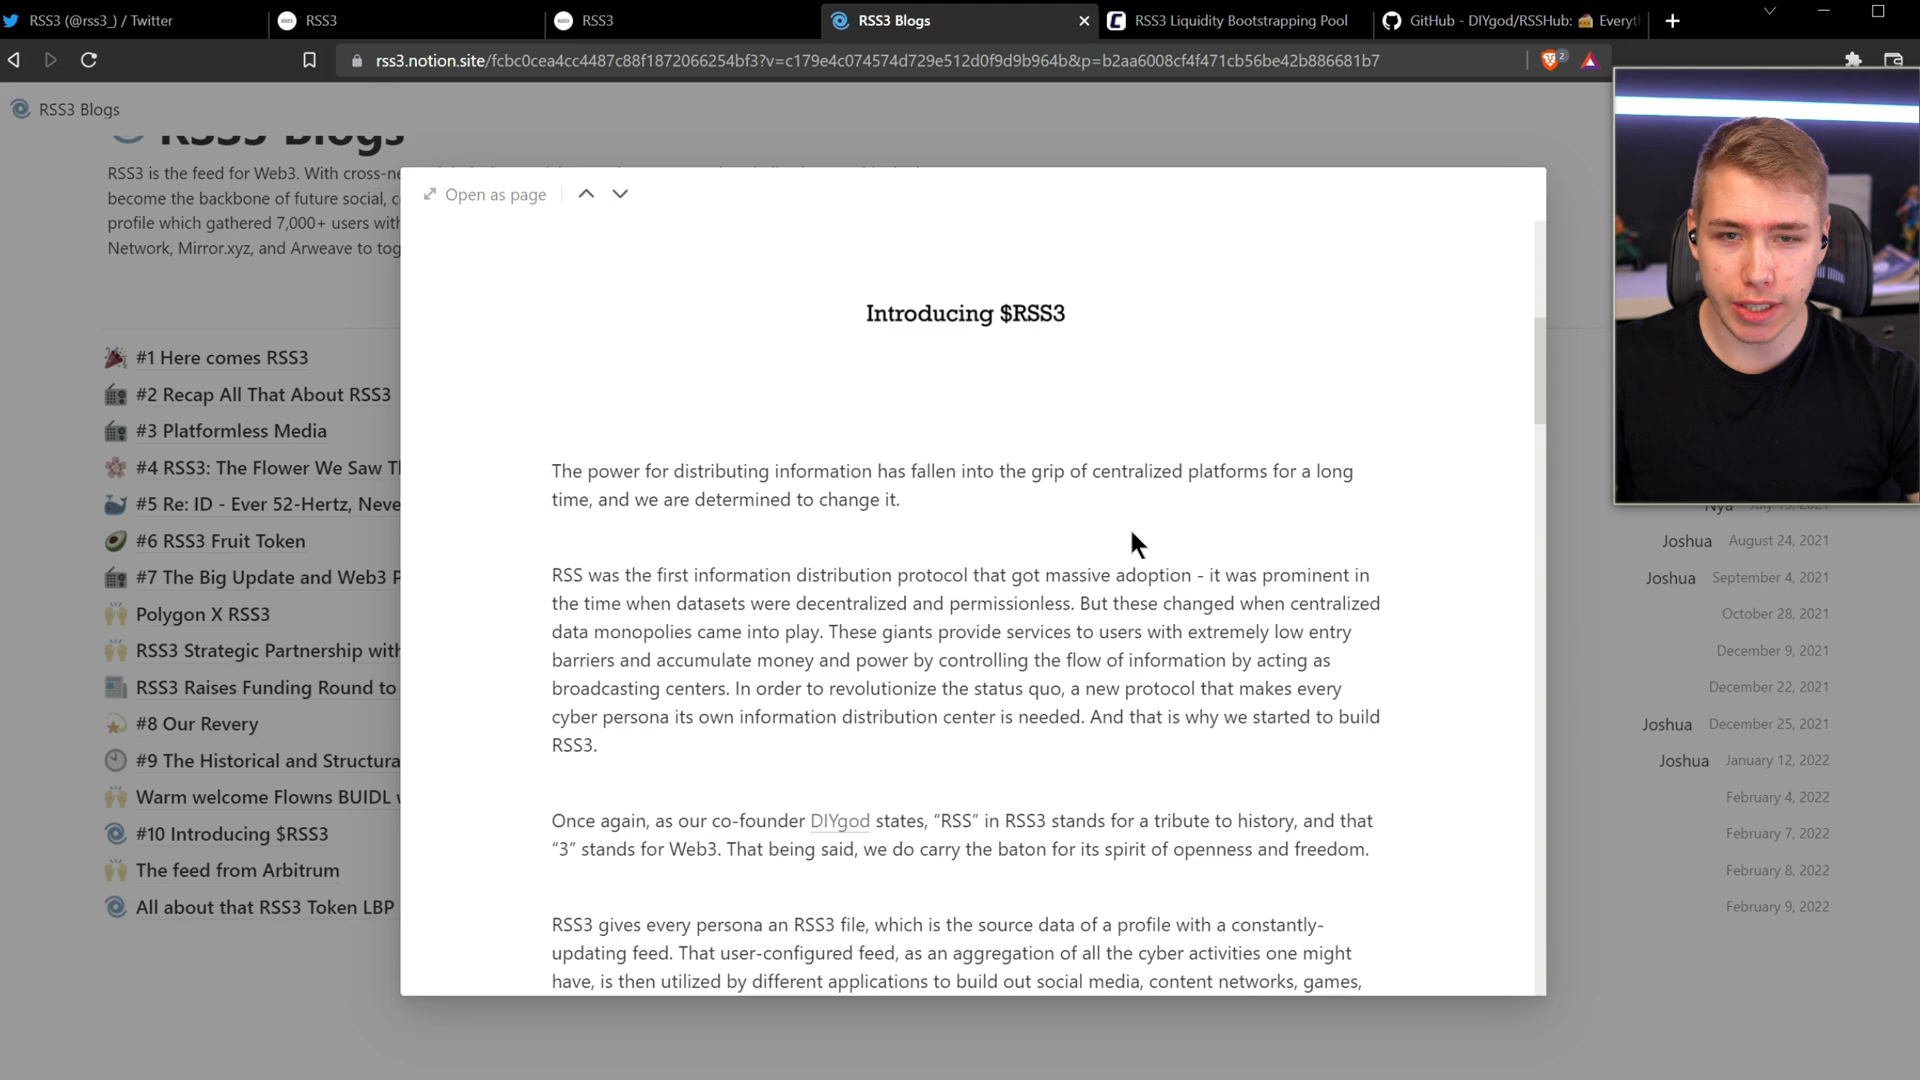 RSS3 (@rss3_) / Twitter
RSS3
RSS3
RSS3 Blogs
RSS3 Liquidity Bootstrapping Pool
GitHub - DIYgod/RSSHub: 🍰 Everyt
rss3.notion.site/fcbc0cea4cc4487c88f1872066254bf3?v=c179e4c074574d729e512d0f9d9b964b&p=b2aa6008cf4f471cb56be42b886681b7
2
RSS3 Blogs
RSS3 Blogs
RSS3 is the feed for Web3. With cross-ne
become the backbone of future social, c
profile which gathered 7,000+ users with
Network, Mirror.xyz, and Arweave to tog
#1 Here comes RSS3
#2 Recap All That About RSS3
#3 Platformless Media
#4 RSS3: The Flower We Saw Th
#5 Re: ID - Ever 52-Hertz, Neve
#6 RSS3 Fruit Token
#7 The Big Update and Web3 P
Polygon X RSS3
RSS3 Strategic Partnership with
RSS3 Raises Funding Round to
#8 Our Revery
#9 The Historical and Structura
Warm welcome Flowns BUIDL w
#10 Introducing $RSS3
The feed from Arbitrum
All about that RSS3 Token LBP
Open as page
Introducing $RSS3
The power for distributing information has fallen into the grip of centralized platforms for a long
time, and we are determined to change it.
RSS was the first information distribution protocol that got massive adoption - it was prominent in
the time when datasets were decentralized and permissionless. But these changed when centralized
data monopolies came into play. These giants provide services to users with extremely low entry
barriers and accumulate money and power by controlling the flow of information by acting as
broadcasting centers. In order to revolutionize the status quo, a new protocol that makes every
cyber persona its own information distribution center is needed. And that is why we started to build
RSS3.
Once again, as our co-founder DIYgod states, “RSS” in RSS3 stands for a tribute to history, and that
“3” stands for Web3. That being said, we do carry the baton for its spirit of openness and freedom.
RSS3 gives every persona an RSS3 file, which is the source data of a profile with a constantly-
updating feed. That user-configured feed, as an aggregation of all the cyber activities one might
have, is then utilized by different applications to build out social media, content networks, games,
Nya
Joshua August 24, 2021
Joshua September 4, 2021
October 28, 2021
December 9, 2021
December 22, 2021
Joshua December 25, 2021
Joshua January 12, 2022
February 4, 2022
February 7, 2022
February 8, 2022
February 9, 2022